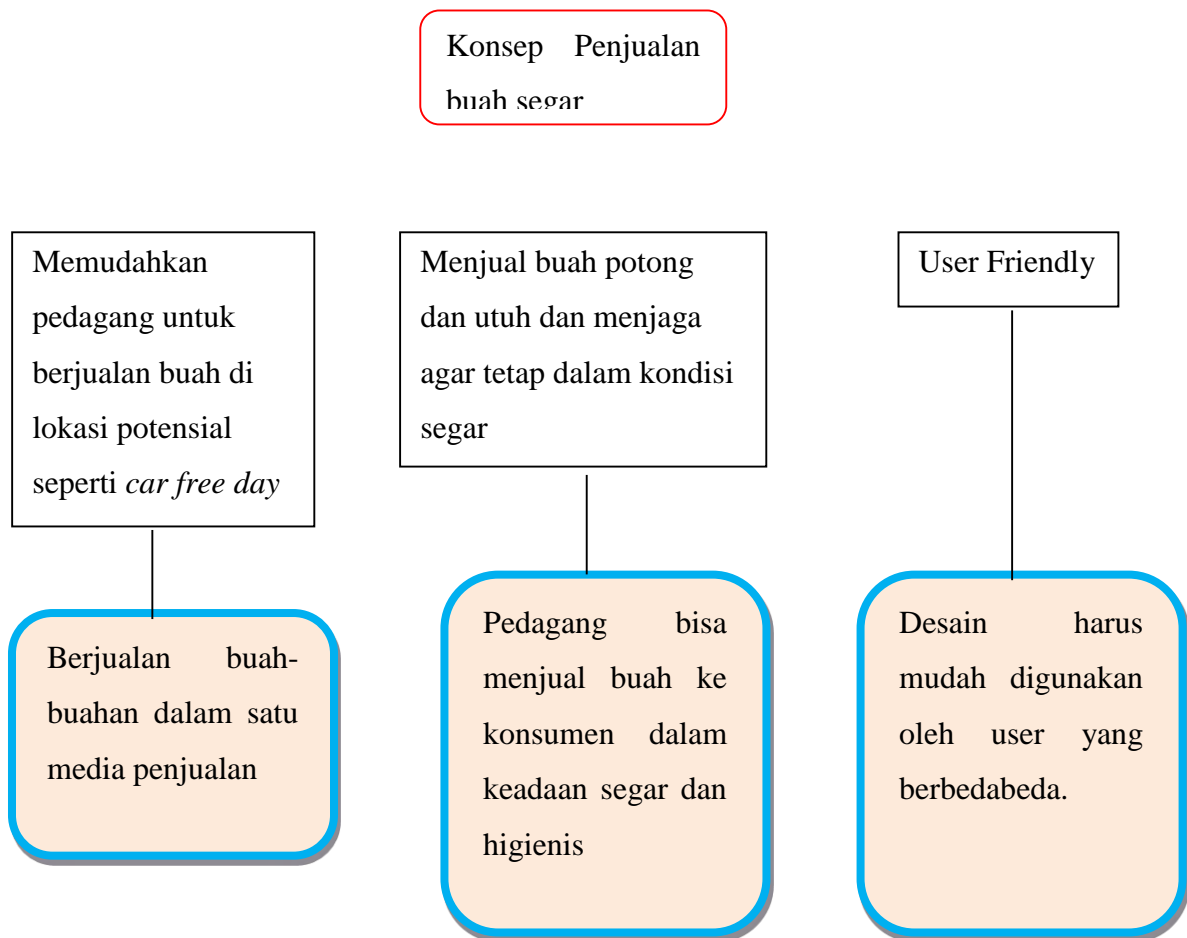 Konsep Penjualan
buah segar
Memudahkan
pedagang untuk
berjualan buah di
lokasi potensial
seperti car free day
Menjual buah potong
dan utuh dan menjaga
agar tetap dalam kondisi
segar
User Friendly
Berjualan buah-
buahan dalam satu
media penjualan
Pedagang bisa
menjual buah ke
konsumen dalam
keadaan segar dan
higienis
Desain harus
mudah digunakan
oleh user yang
berbedabeda.